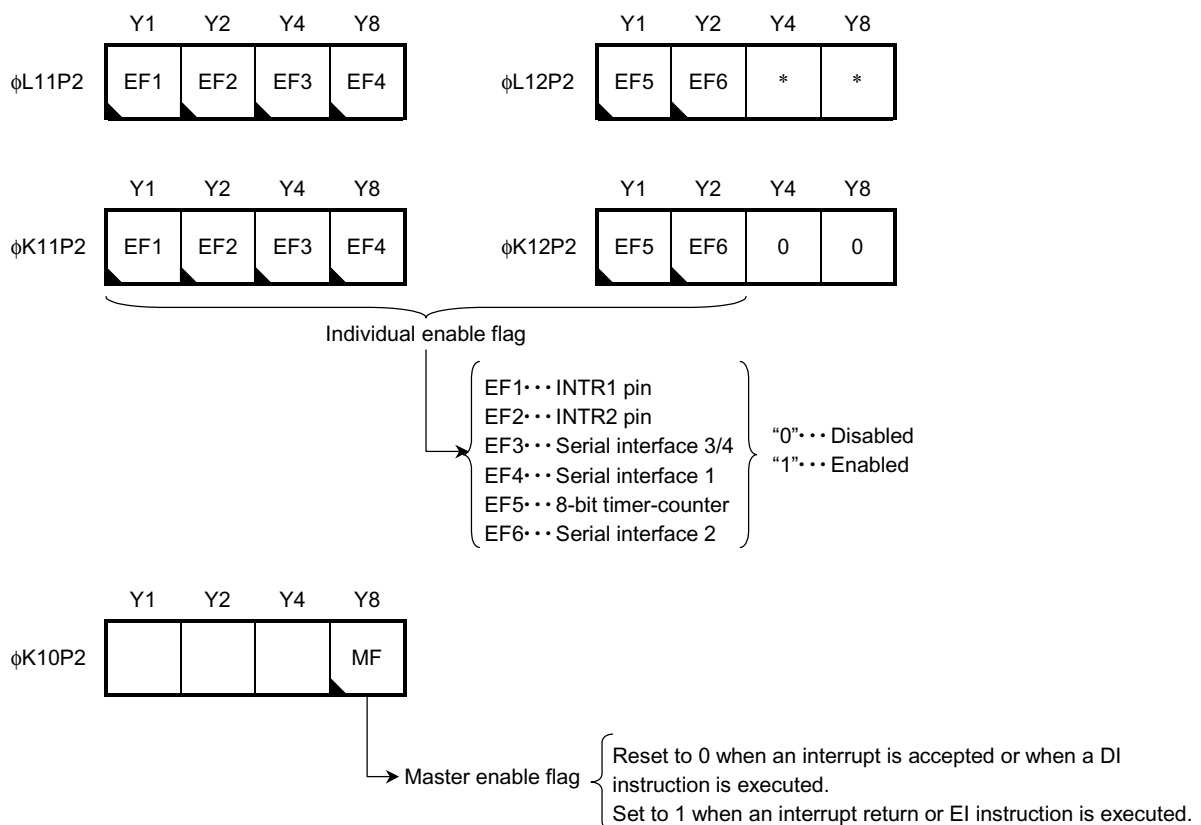 Y1 Y2 Y4 Y8 Y1 Y2 Y4 Y8
ϕL11P2 EF1 EF2 EF3 EF4 ϕL12P2 EF5 EF6 * *
Y1 Y2 Y4 Y8 Y1 Y2 Y4 Y8
ϕK11P2 EF1 EF2 EF3 EF4 ϕK12P2 EF5 EF6 0 0
Individual enable flag
EF1··· INTR1 pin
EF2··· INTR2 pin
EF3··· Serial interface 3/4
EF4··· Serial interface 1
EF5··· 8-bit timer-counter
EF6··· Serial interface 2
“0”··· Disabled
“1”··· Enabled
Y1 Y2 Y4 Y8
ϕK10P2 MF
Master enable flag
Reset to 0 when an interrupt is accepted or when a DI
instruction is executed.
Set to 1 when an interrupt return or EI instruction is executed.